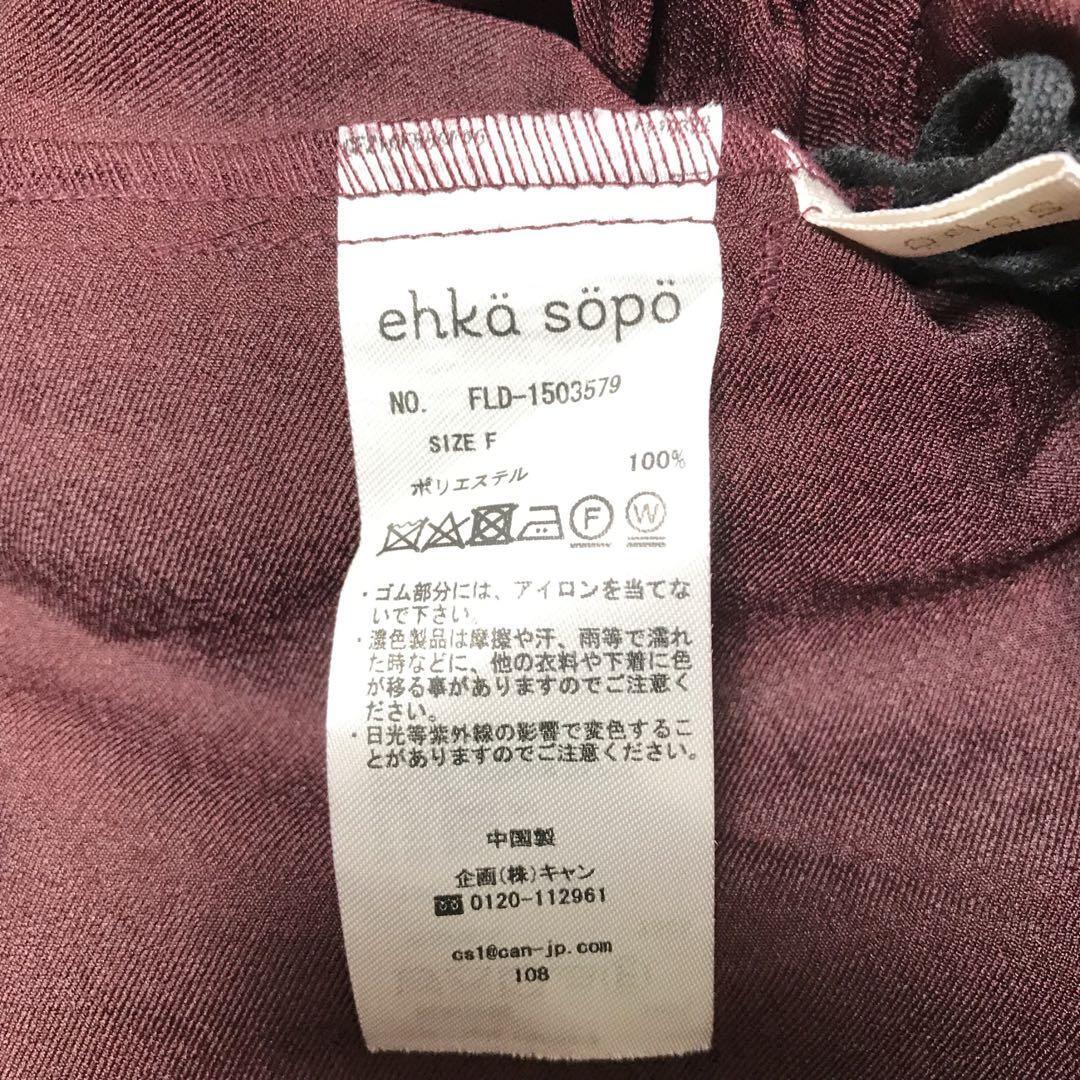 ehkä söpö
NO. FLD-1503579
SIZE F
ポリエステル 100%
F W
・ゴム部分には、アイロンを当てな
いで下さい。
・濃色製品は摩擦や汗、雨等で濡れ
た時などに、他の衣料や下着に色
が移る事がありますのでご注意く
ださい。
・日光等紫外線の影響で変色するこ
とがありますのでご注意ください。
中国製
企画(株)キャン
0120-112961
cs1@can-jp.com
108